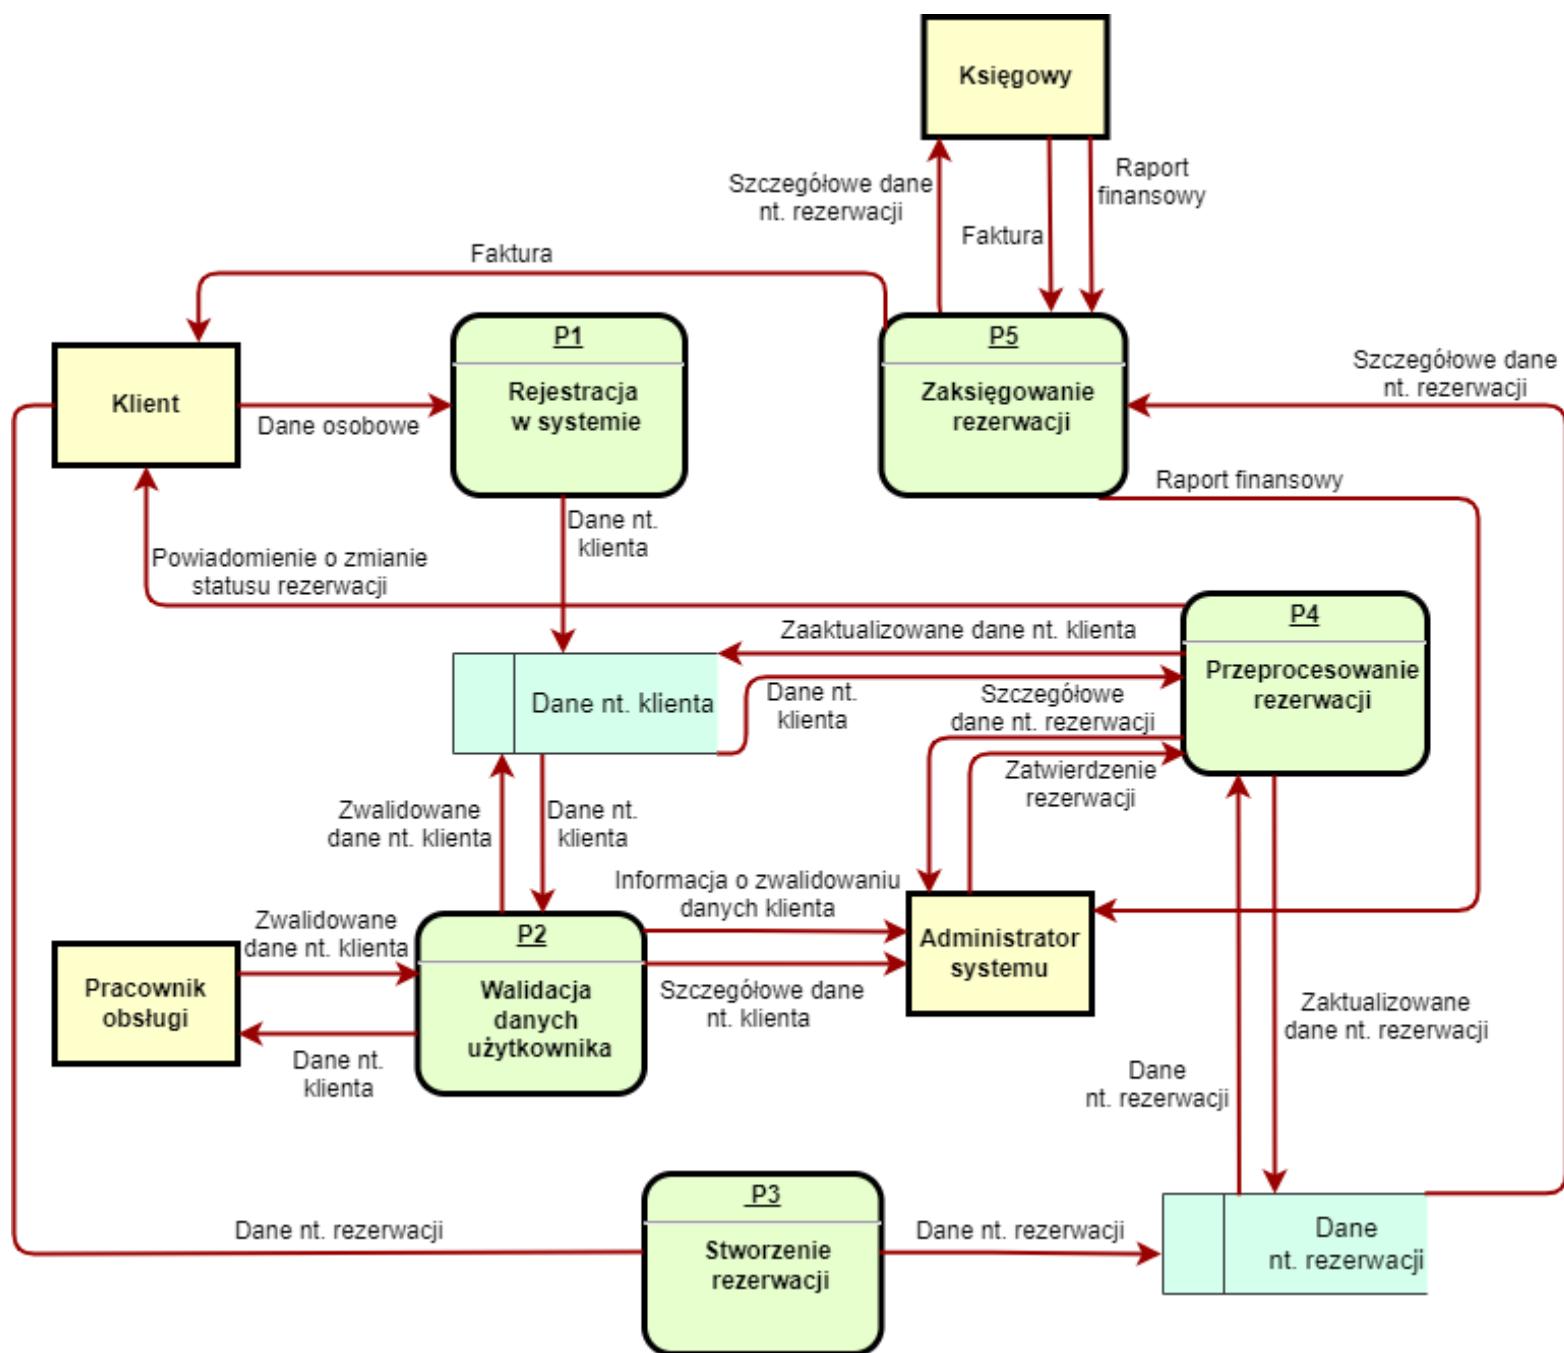 Księgowy
Szczegółowe dane
nt. rezerwacji
Raport
finansowy
Faktura
Faktura
P1
Rejestracja
w systemie
P5
Zaksięgowanie
rezerwacji
Szczegółowe dane
nt. rezerwacji
Klient
Dane osobowe
Raport finansowy
Dane nt.
klienta
Powiadomienie o zmianie
statusu rezerwacji
P4
Przeprocesowanie
rezerwacji
Zaaktualizowane dane nt. klienta
Dane nt. klienta
Dane nt.
klienta
Szczegółowe
dane nt. rezerwacji
Zatwierdzenie
rezerwacji
Zwalidowane
dane nt. klienta
Dane nt.
klienta
Informacja o zwalidowaniu
danych klienta
Zwalidowane
dane nt. klienta
P2
Walidacja
danych
użytkownika
Administrator
systemu
Pracownik
obsługi
Szczegółowe dane
nt. klienta
Zaktualizowane
dane nt. rezerwacji
Dane nt.
klienta
Dane
nt. rezerwacji
P3
Stworzenie
rezerwacji
Dane nt. rezerwacji
Dane nt. rezerwacji
Dane
nt. rezerwacji